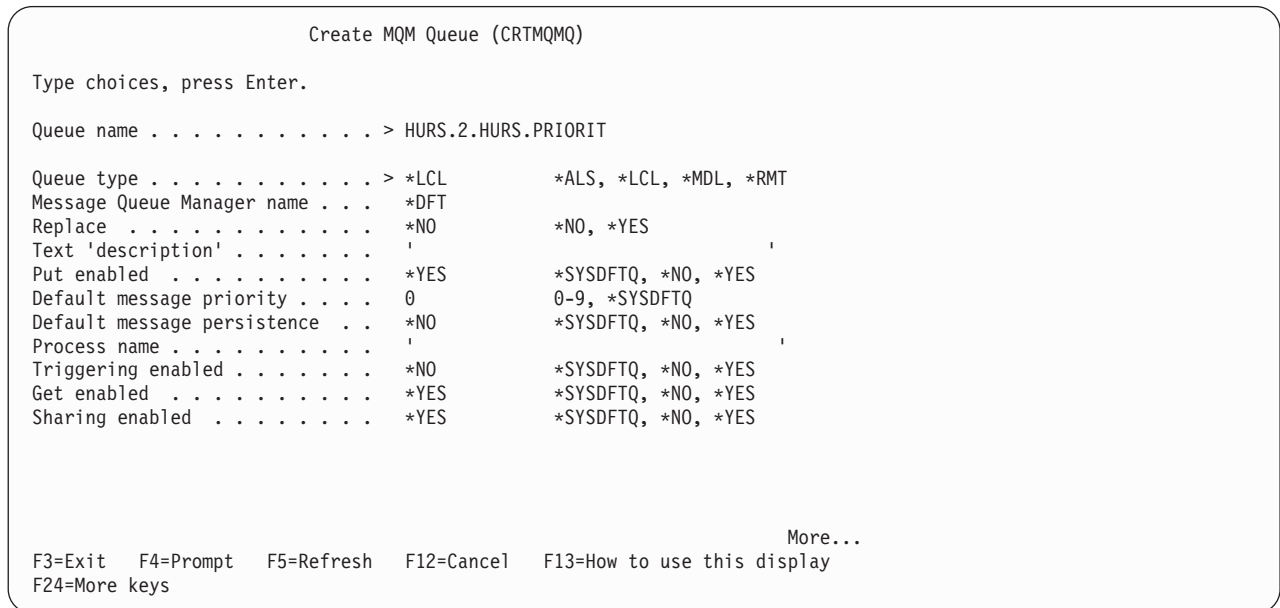 Create MQM Queue (CRTMQMQ)
Type choices, press Enter.
Queue name . . . . . . . . . . . > HURS.2.HURS.PRIORIT
Queue type . . . . . . . . . . . > *LCL *ALS, *LCL, *MDL, *RMT
Message Queue Manager name . . . *DFT
Replace . . . . . . . . . . . . *NO *NO, *YES
Text 'description' . . . . . . . ' '
Put enabled . . . . . . . . . . *YES *SYSDFTQ, *NO, *YES
Default message priority . . . . 0 0-9, *SYSDFTQ
Default message persistence . . *NO *SYSDFTQ, *NO, *YES
Process name . . . . . . . . . . ' '
Triggering enabled . . . . . . . *NO *SYSDFTQ, *NO, *YES
Get enabled . . . . . . . . . . *YES *SYSDFTQ, *NO, *YES
Sharing enabled . . . . . . . . *YES *SYSDFTQ, *NO, *YES
More...
F3=Exit F4=Prompt F5=Refresh F12=Cancel F13=How to use this display
F24=More keys